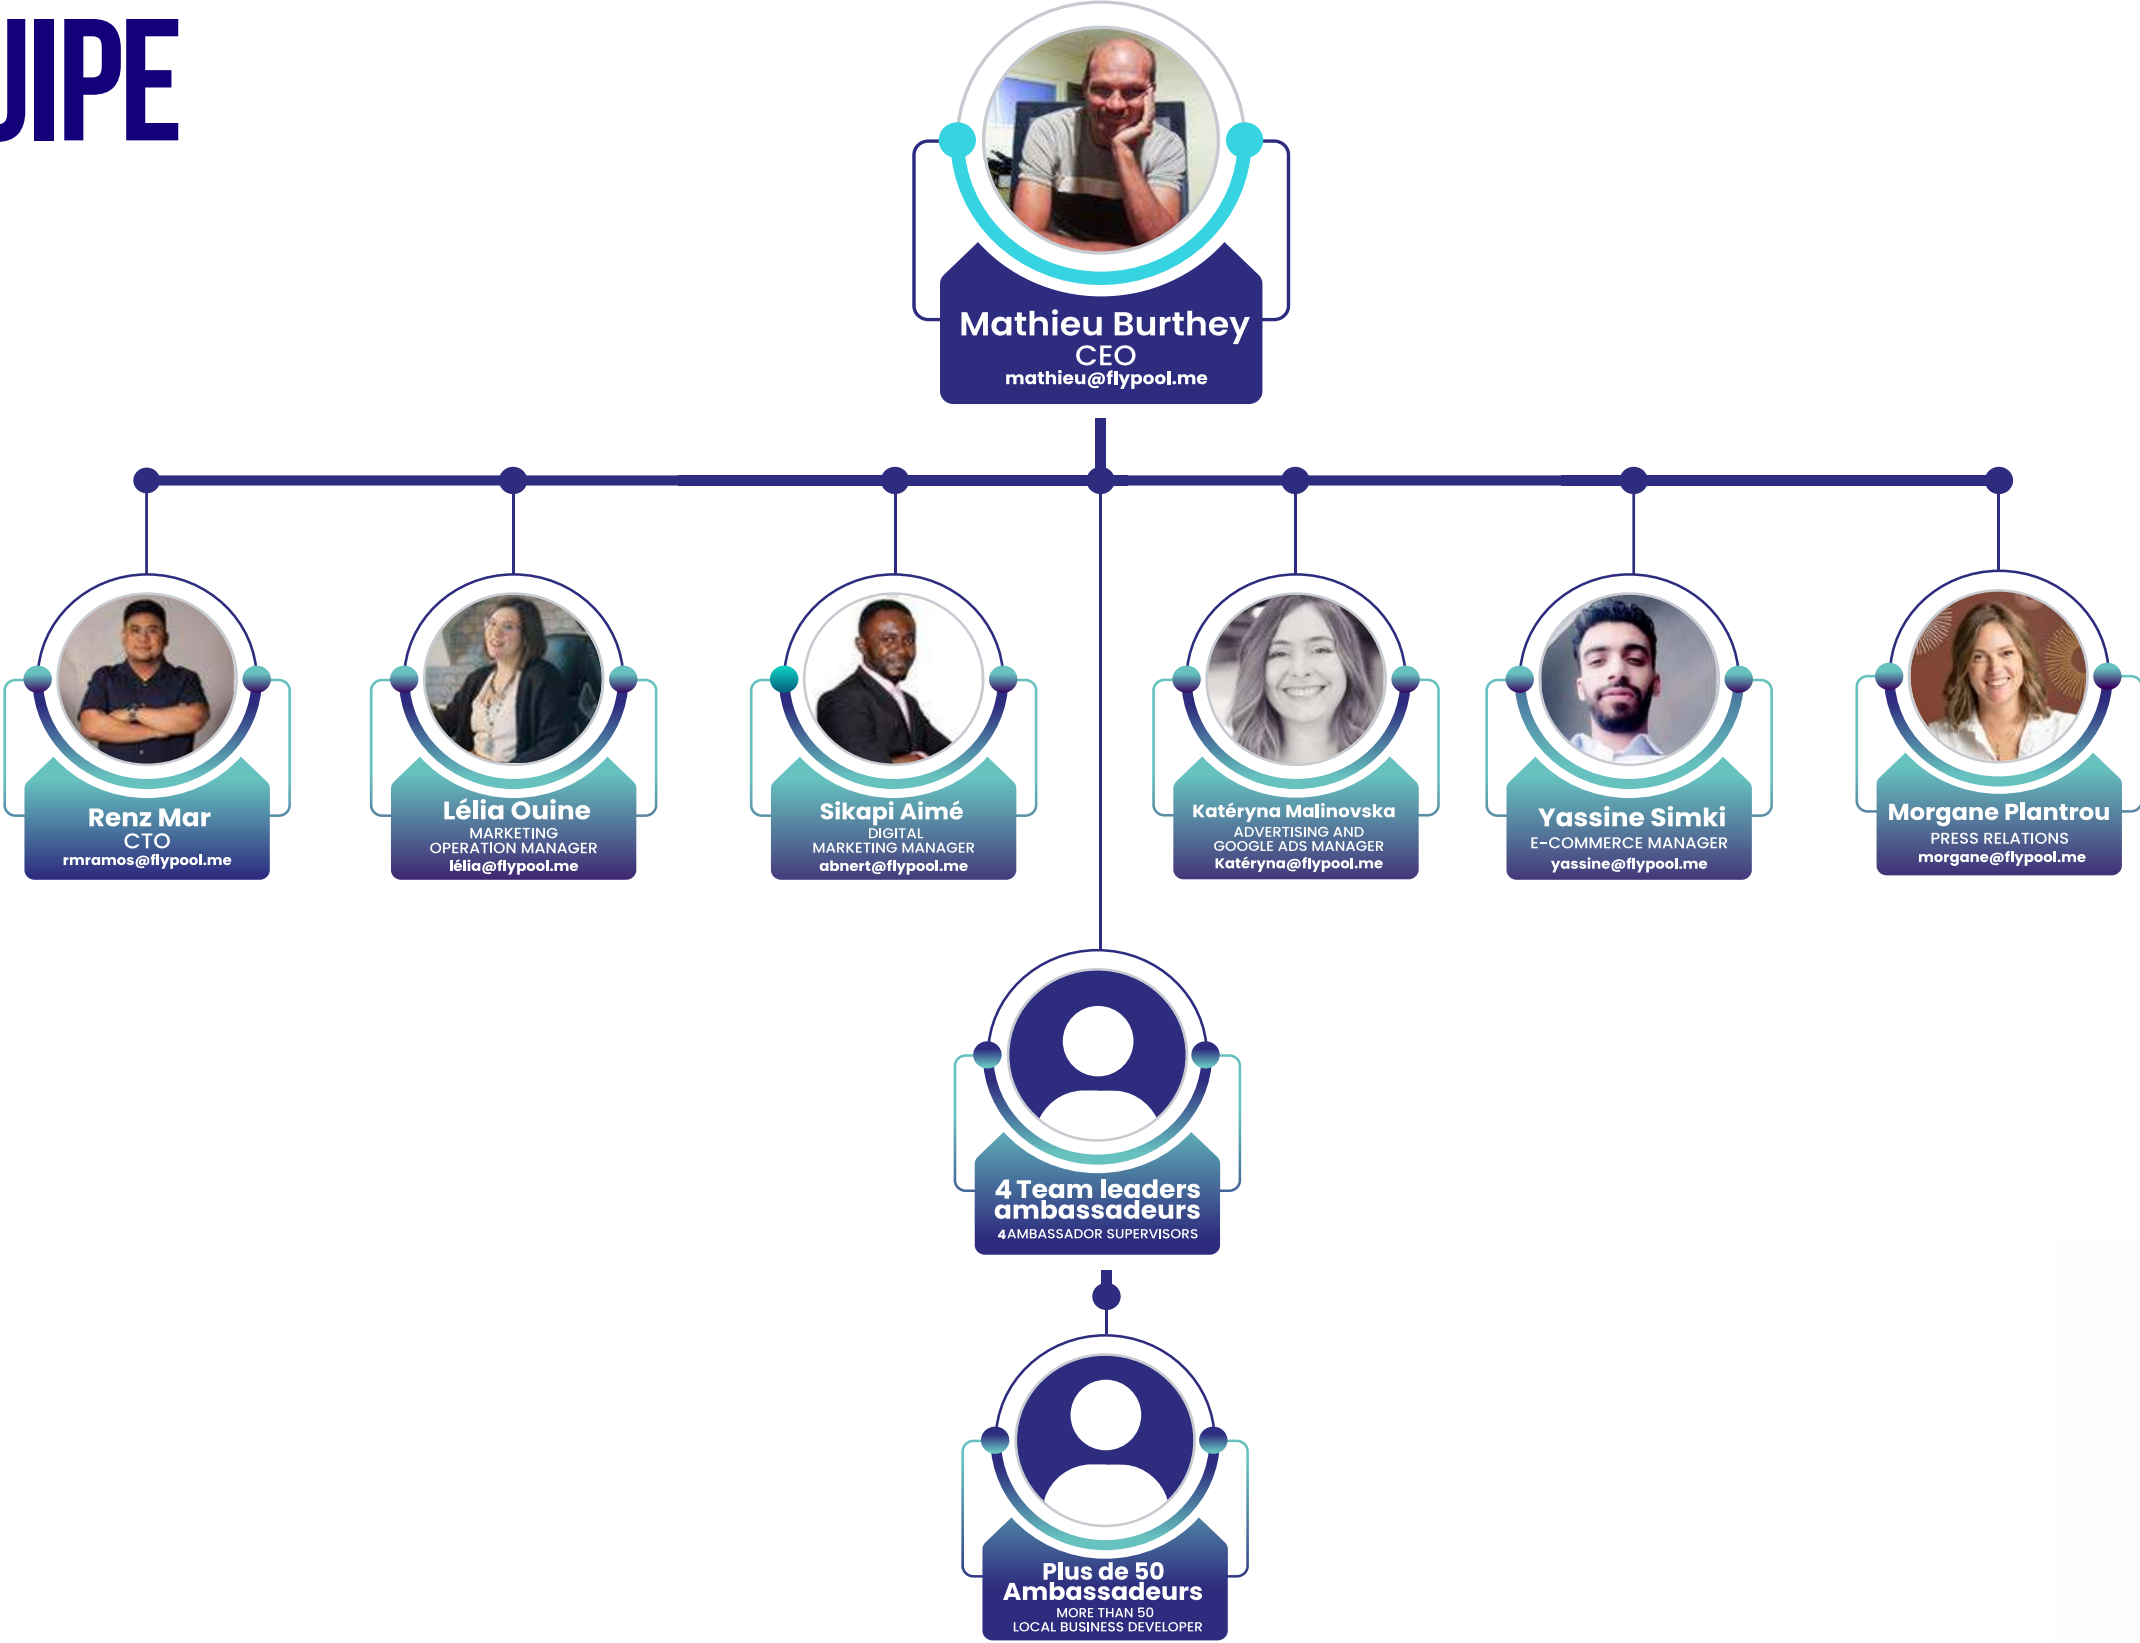 UIPE
Mathieu Burthey
CEO
mathieu@flypool.me
Renz Mar
CTO
rmramos@flypool.me
Lélia Ouine
MARKETING
OPERATION MANAGER
lélia@flypool.me
Sikapi Aimé
DIGITAL
MARKETING MANAGER
abnert@flypool.me
Katéryna Malinovska
ADVERTISING AND
GOOGLE ADS MANAGER
Katéryna@flypool.me
Yassine Simki
E-COMMERCE MANAGER
yassine@flypool.me
Morgane Plantrou
PRESS RELATIONS
morgane@flypool.me
4 Team leaders
ambassadeurs
4AMBASSADOR SUPERVISORS
Plus de 50
Ambassadeurs
MORE THAN 50
LOCAL BUSINESS DEVELOPER